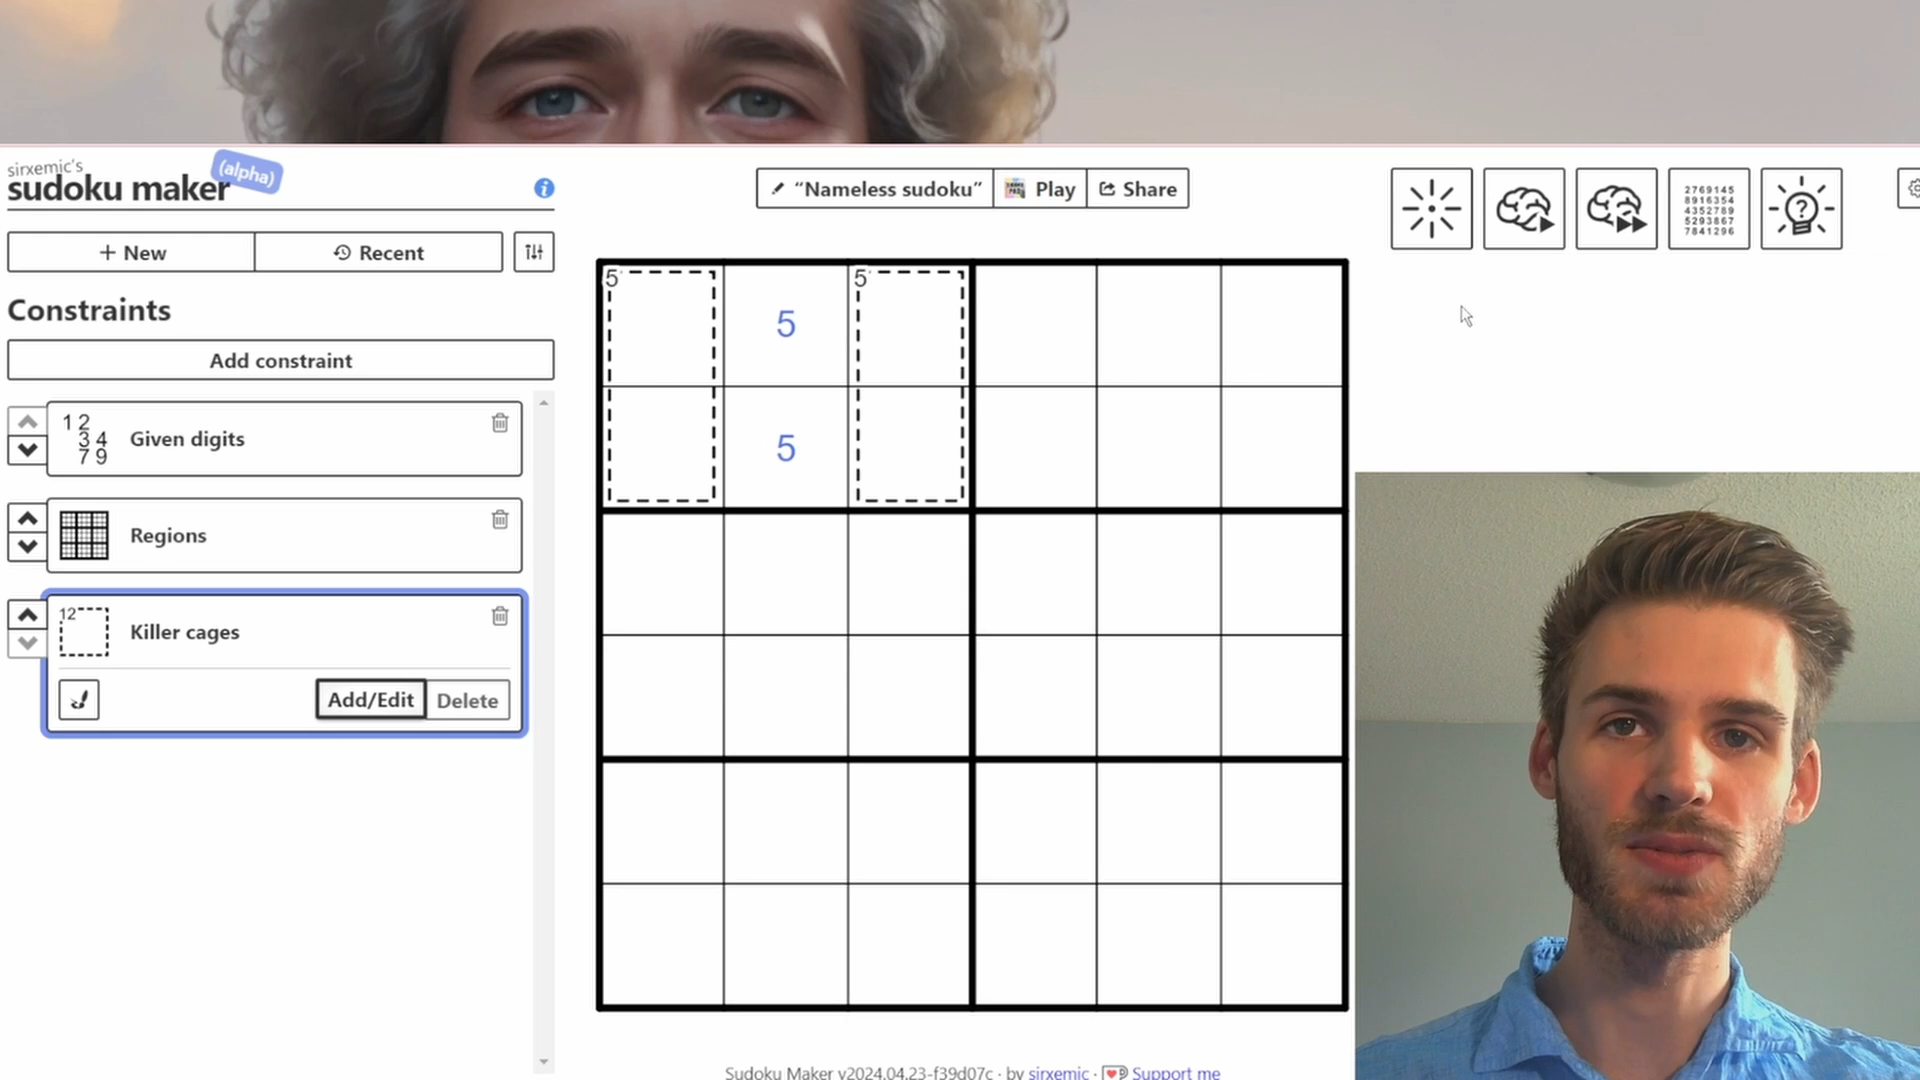 sirxemic's
sudoku maker
(alpha)
"Nameless sudoku"
Play
Share
New
Recent
Constraints
Add constraint
1 2
3 4
7 9
Given digits
Regions
12
Killer cages
Add/Edit
Delete
5
5
5
5
2769145
8916354
4352789
5293867
7841296
?
Sudoku Maker v2024.04.23-f39d07c · by sirxemic · Support me